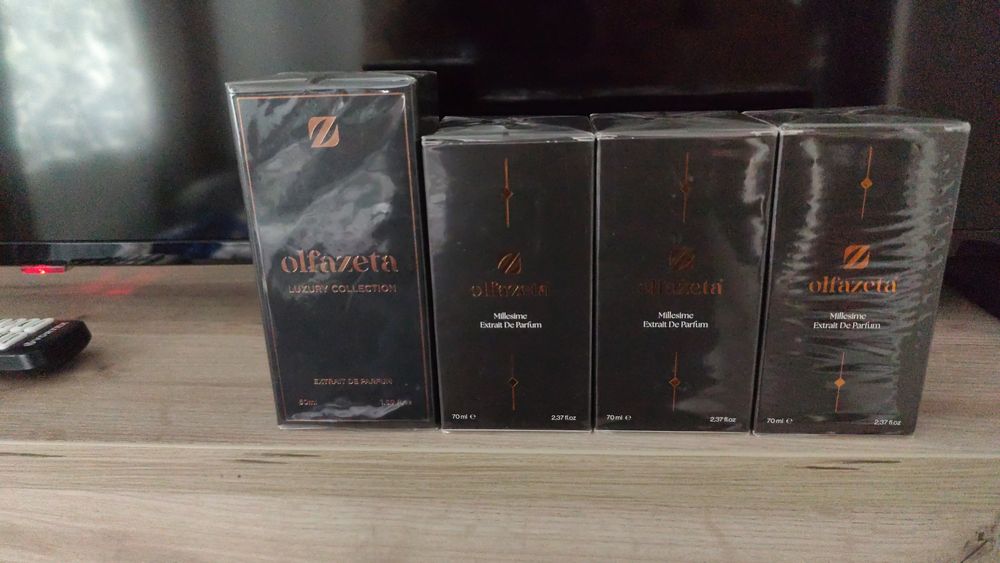 olfazeta
LUXURY COLLECTION
EXTRAIT DE PARFUM
50ml
olfazeta
Millesime
Extrait De Parfum
70 ml ℮
2,37 fl.oz
olfazeta
Millesime
Extrait De Parfum
70 ml ℮
2,37 fl.oz
olfazeta
Millesime
Extrait De Parfum
70 ml ℮
2,37 fl.oz